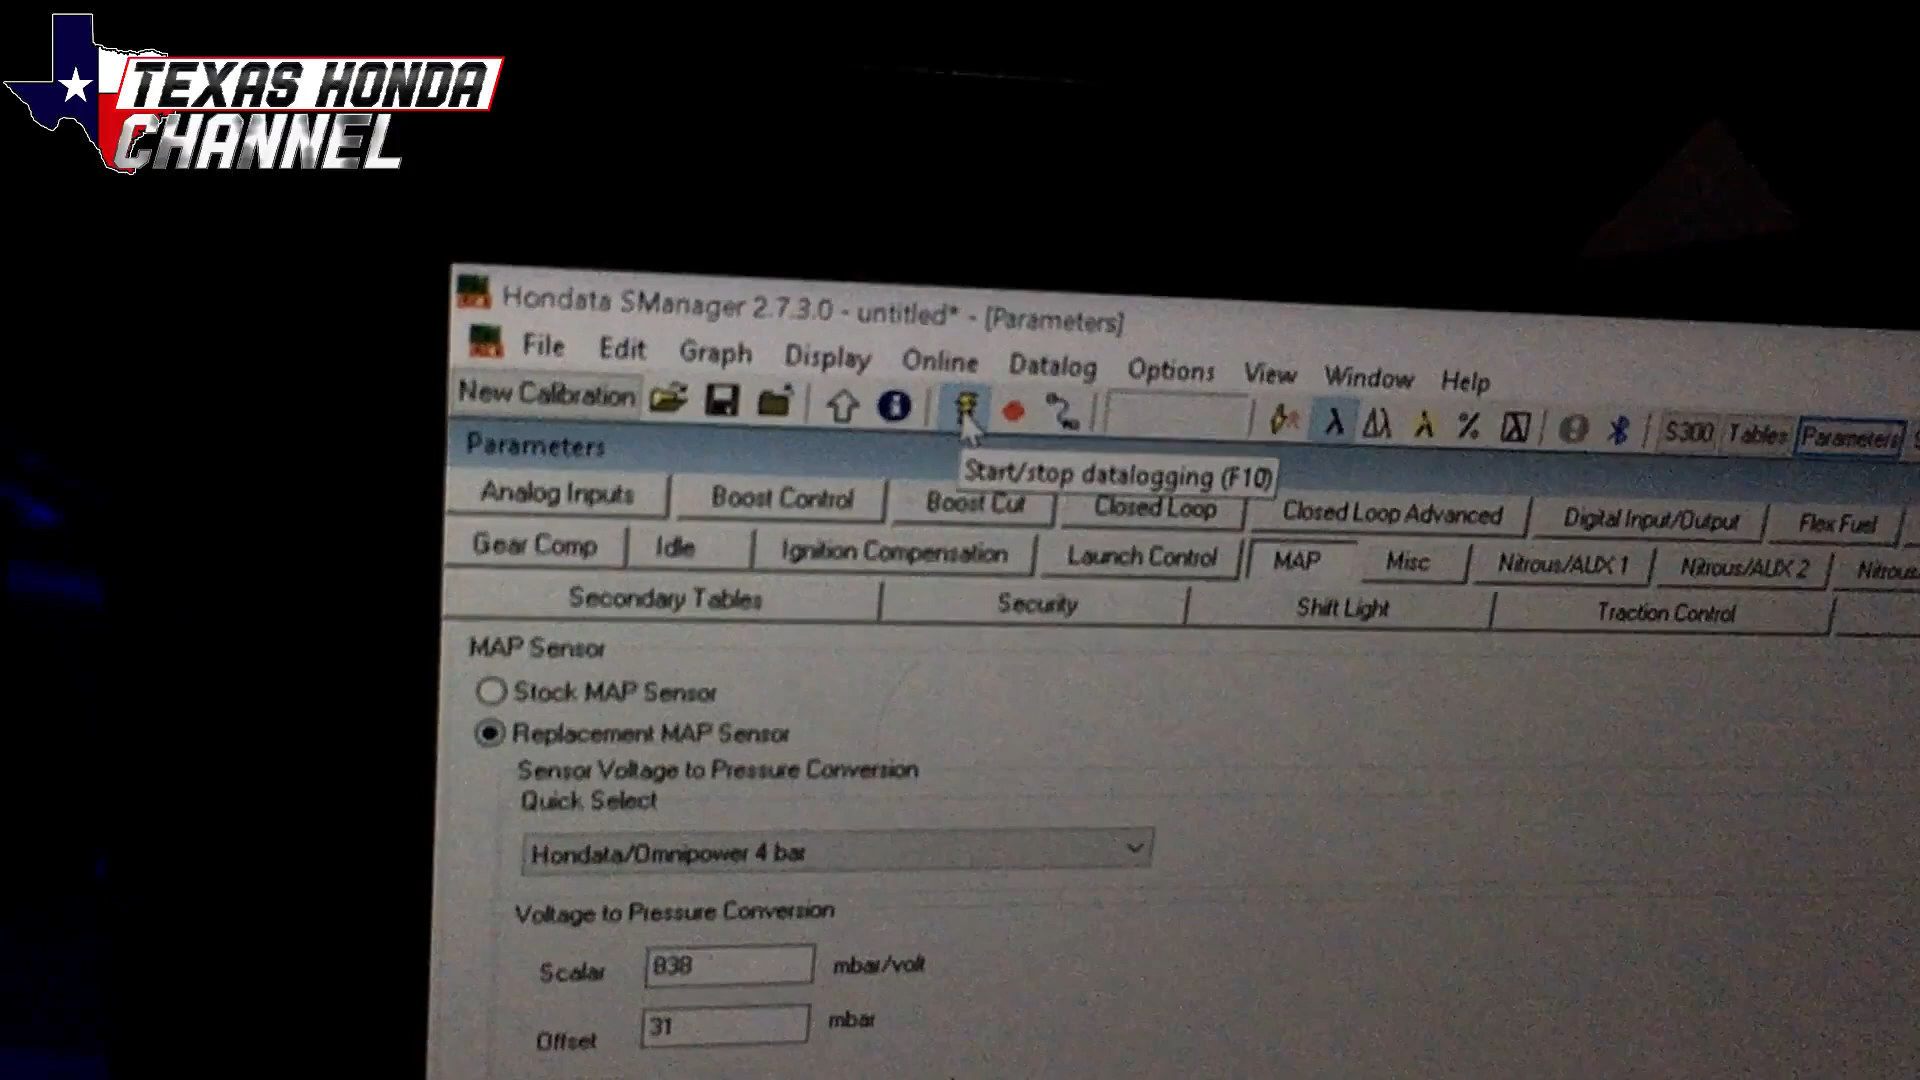 TEXAS HONDA
CHANNEL
Hondata SManager 2.7.3.0 - untitled* - [Parameters]
File Edit Graph Display Online Datalog Options View Window Help
New Calibration S300 Tables Parameters
Parameters
Start/stop datalogging (F10)
Analog Inputs Boost Control Boost Cut Closed Loop Closed Loop Advanced Digital Input/Output Flex Fuel
Gear Comp Idle Ignition Compensation Launch Control MAP Misc Nitrous/AUX 1 Nitrous/AUX 2 Nitrous
Secondary Tables Security Shift Light Traction Control
MAP Sensor
Stock MAP Sensor
Replacement MAP Sensor
Sensor Voltage to Pressure Conversion
Quick Select
Hondata/Omnipower 4 bar
Voltage to Pressure Conversion
Scalar 838 mbar/volt
Offset 31 mbar